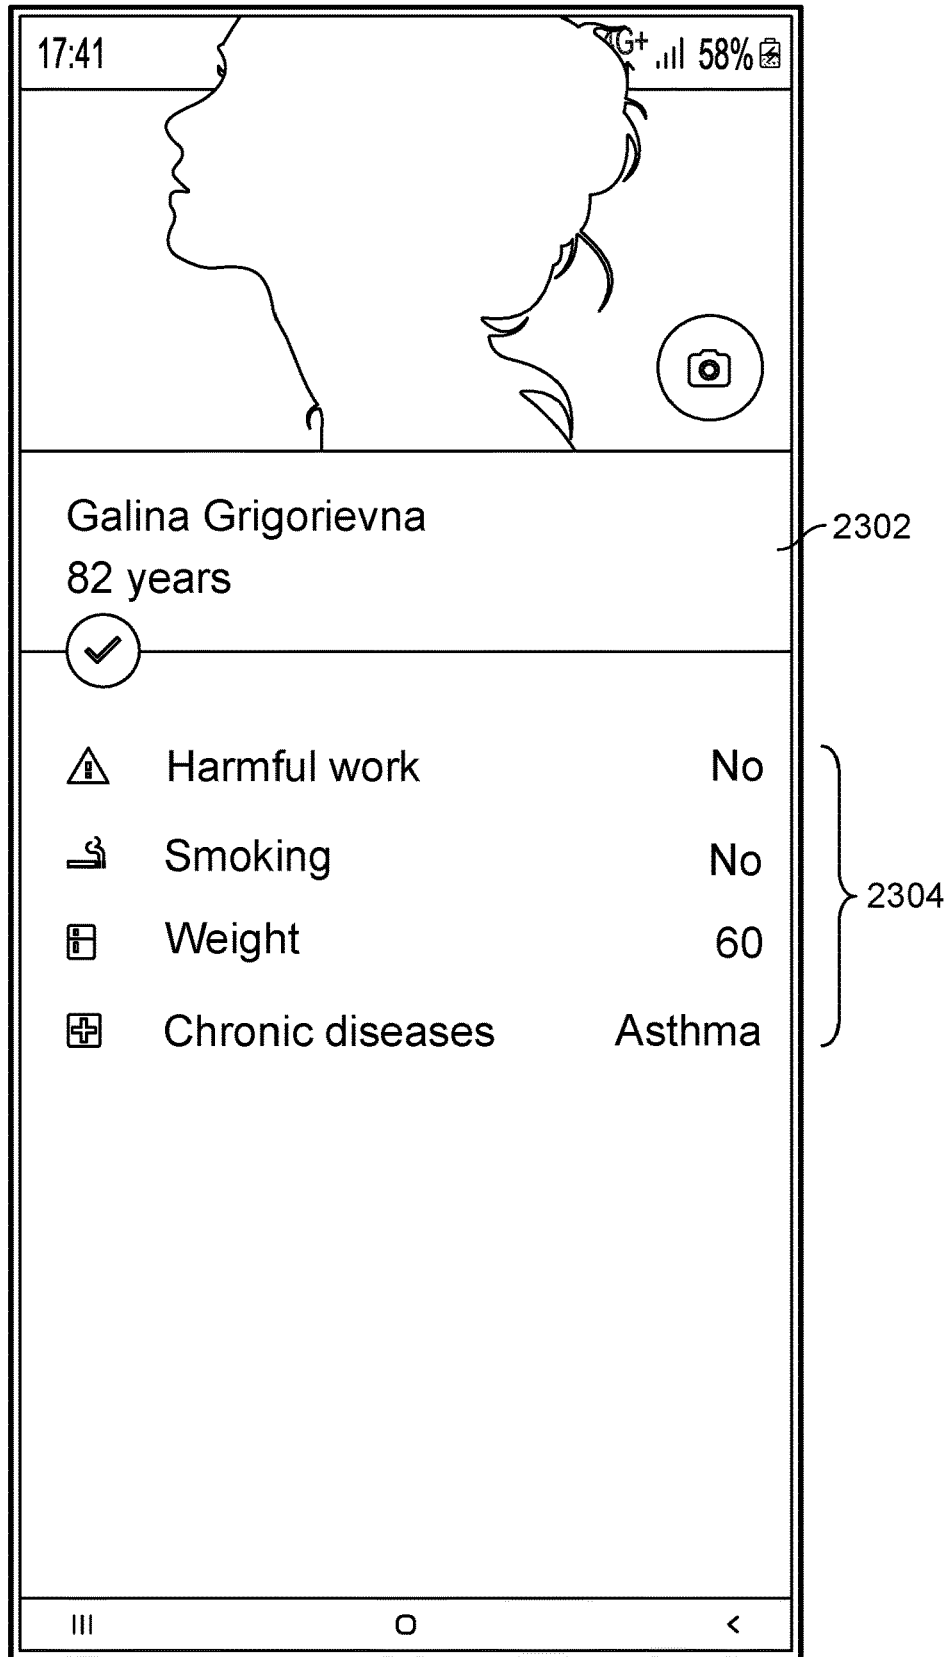 17:41 G+ 58%
Galina Grigorievna
82 years
2302
Harmful work No
Smoking No
Weight 60
Chronic diseases Asthma
2304